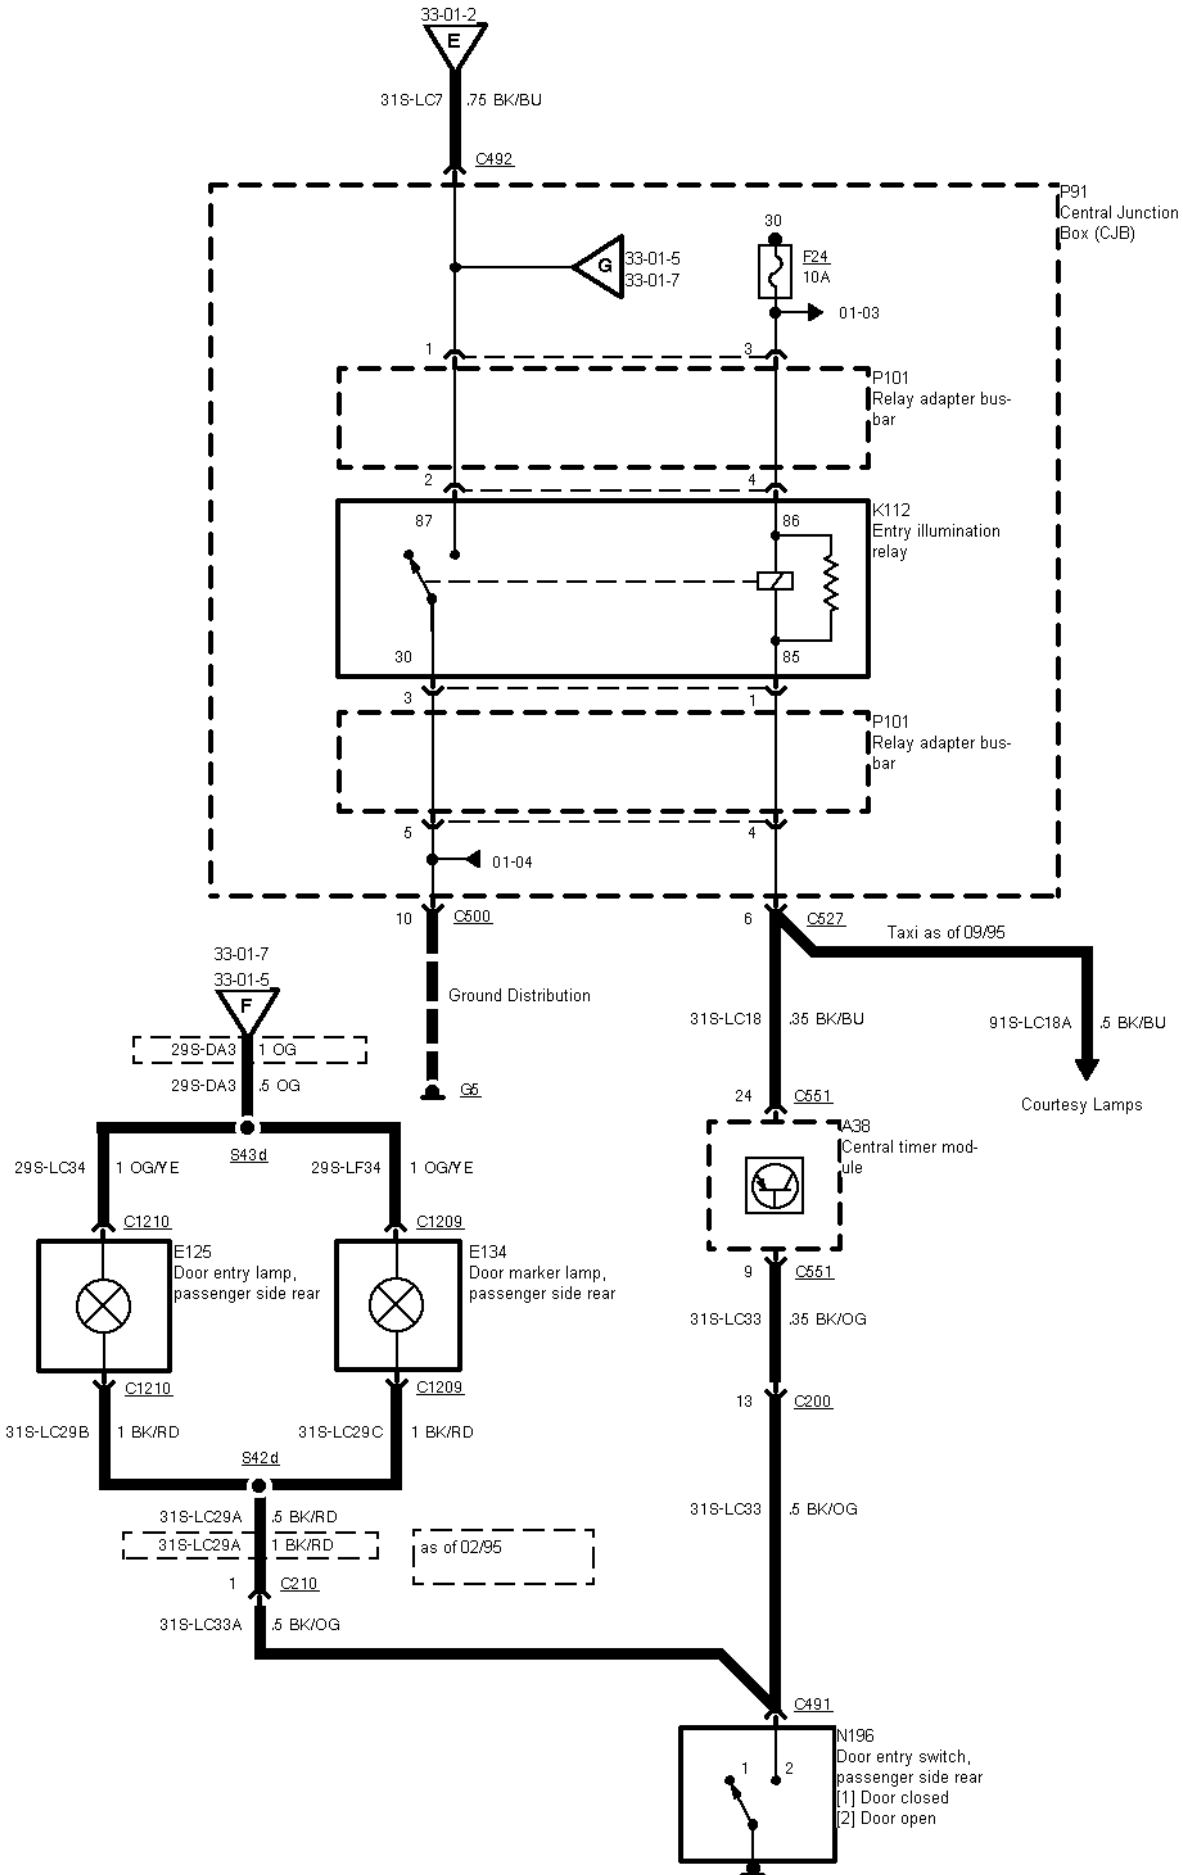 33-01-2
E
31S-LC7 .75 BK/BU
C492
P91
Central Junction
Box (CJB)
30
F24
10A
G
33-01-5
33-01-7
01-03
1 3
P101
Relay adapter bus-
bar
2 4
K112
Entry illumination
relay
87 86
30 85
3 1
P101
Relay adapter bus-
bar
5 4
01-04
10 C500
6 C527
Taxi as of 09/95
33-01-7
33-01-5
F
Ground Distribution
31S-LC18 .35 BK/BU
91S-LC18A .5 BK/BU
29S-DA3 1 OG
29S-DA3 .5 OG
G5
24 C551
Courtesy Lamps
S43d
A38
Central timer mod-
ule
29S-LC34 1 OG/YE
29S-LF34 1 OG/YE
C1210
C1209
E125
Door entry lamp,
passenger side rear
E134
Door marker lamp,
passenger side rear
9 C551
31S-LC33 .35 BK/OG
C1210
C1209
13 C200
31S-LC29B 1 BK/RD
31S-LC29C 1 BK/RD
S42d
31S-LC29A .5 BK/RD
31S-LC29A 1 BK/RD
as of 02/95
31S-LC33 .5 BK/OG
1 C210
31S-LC33A .5 BK/OG
C491
N196
Door entry switch,
passenger side rear
[1] Door closed
[2] Door open
1 2